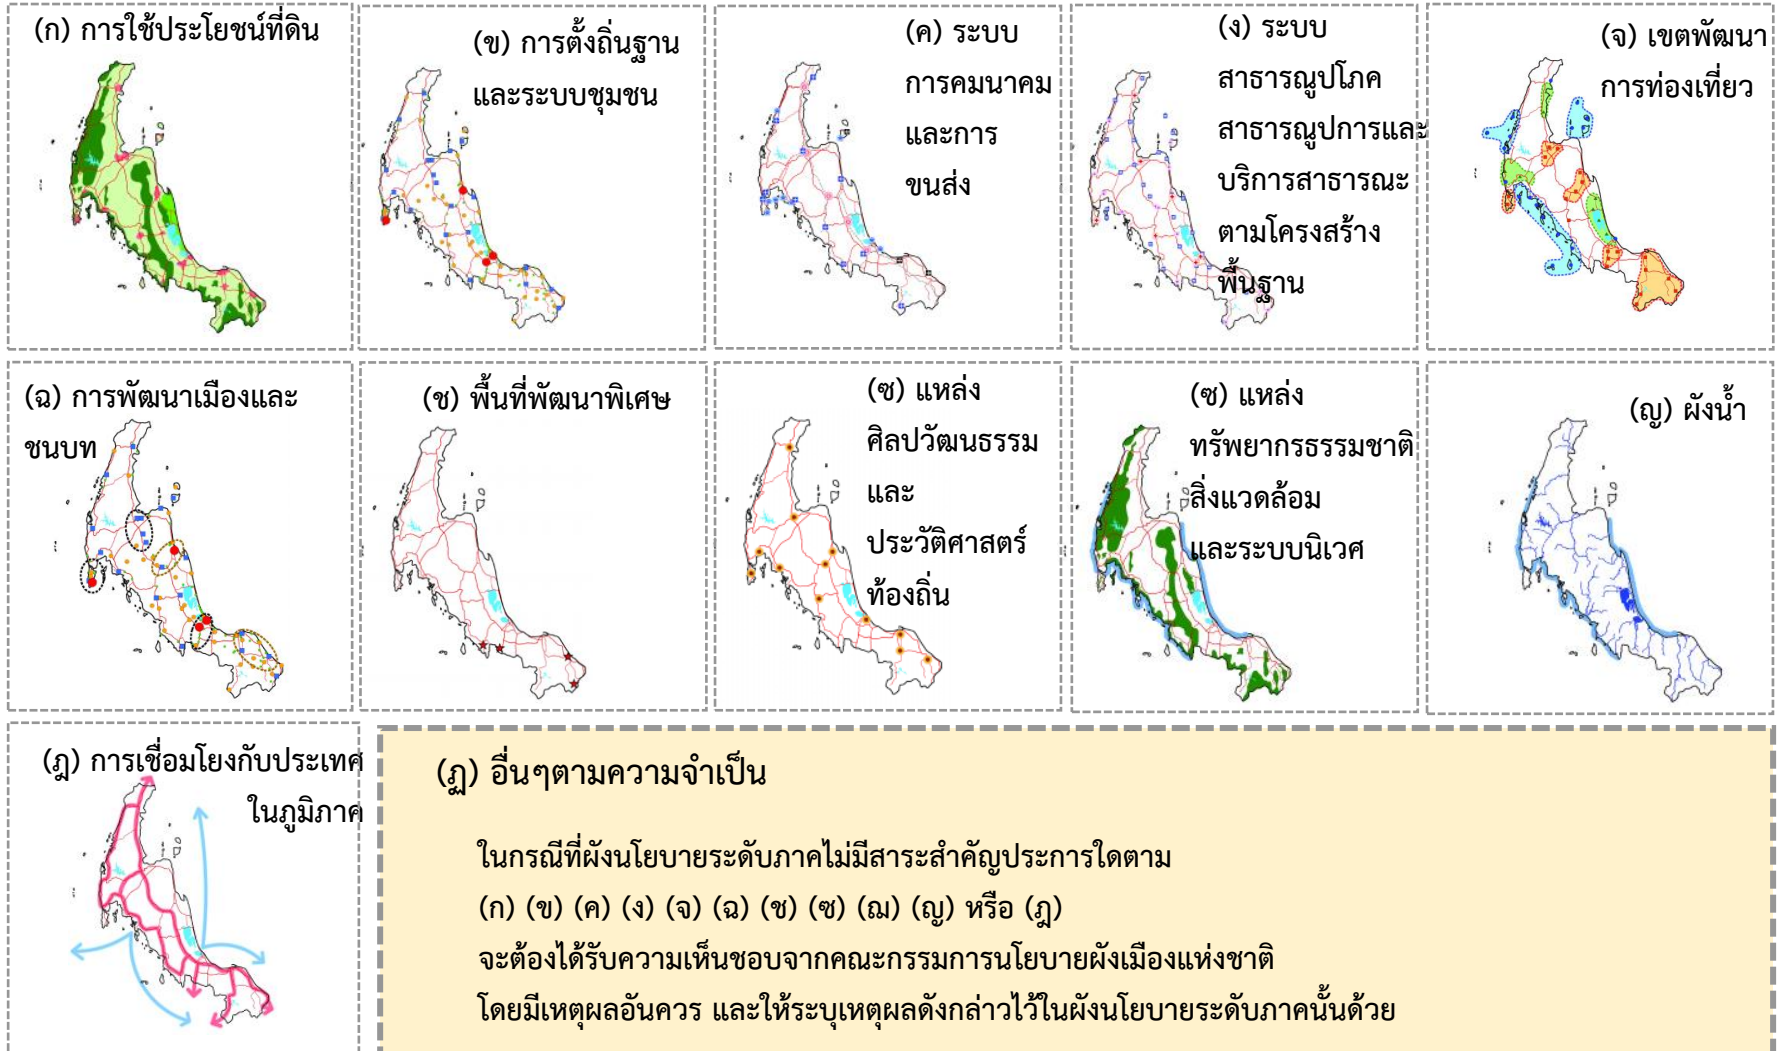 (ก) การใช้ประโยชน์ที่ดิน
(ข) การตั้งถิ่นฐาน
และระบบชุมชน
(ค) ระบบ
การคมนาคม
และการ
ขนส่ง
(ง) ระบบ
สาธารณูปโภค
สาธารณูปการและ
บริการสาธารณะ
ตามโครงสร้าง
พื้นฐาน
(จ) เขตพัฒนา
การท่องเที่ยว
(ฉ) การพัฒนาเมืองและ
ชนบท
(ช) พื้นที่พัฒนาพิเศษ
(ซ) แหล่ง
ศิลปวัฒนธรรม
และ
ประวัติศาสตร์
ท้องถิ่น
(ซ) แหล่ง
ทรัพยากรธรรมชาติ
สิ่งแวดล้อม
และระบบนิเวศ
(ญ) ผังน้ำ
(ฎ) การเชื่อมโยงกับประเทศ
ในภูมิภาค
(ฏ) อื่นๆตามความจำเป็น
ในกรณีที่ผังนโยบายระดับภาคไม่มีสาระสำคัญประการใดตาม
(ก) (ข) (ค) (ง) (จ) (ฉ) (ช) (ซ) (ฌ) (ญ) หรือ (ฎ)
จะต้องได้รับความเห็นชอบจากคณะกรรมการนโยบายผังเมืองแห่งชาติ
โดยมีเหตุผลอันควร และให้ระบุเหตุผลดังกล่าวไว้ในผังนโยบายระดับภาคนั้นด้วย